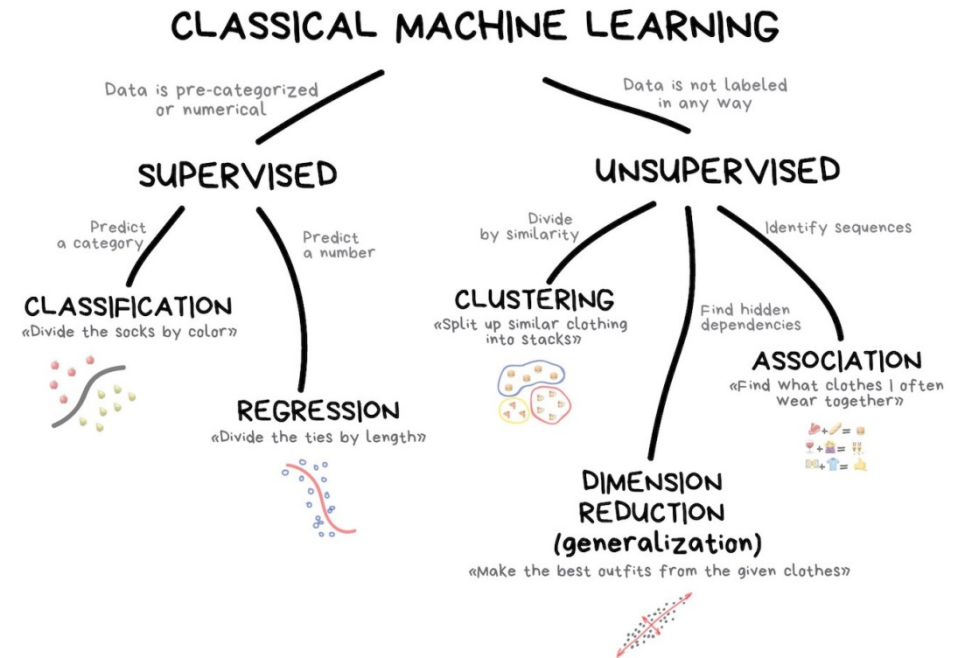 CLASSICAL MACHINE LEARNING
Data is pre-categorized
or numerical
Data is not labeled
in any way
SUPERVISED
UNSUPERVISED
Predict
a category
Predict
a number
Divide
by similarity
Identify sequences
CLASSIFICATION
«Divide the socks by color»
CLUSTERING
«Split up similar clothing
into stacks»
Find hidden
dependencies
ASSOCIATION
«Find what clothes I often
wear together»
REGRESSION
«Divide the ties by length»
+ =
+ =
+ =
DIMENSION
REDUCTION
(generalization)
«Make the best outfits from the given clothes»